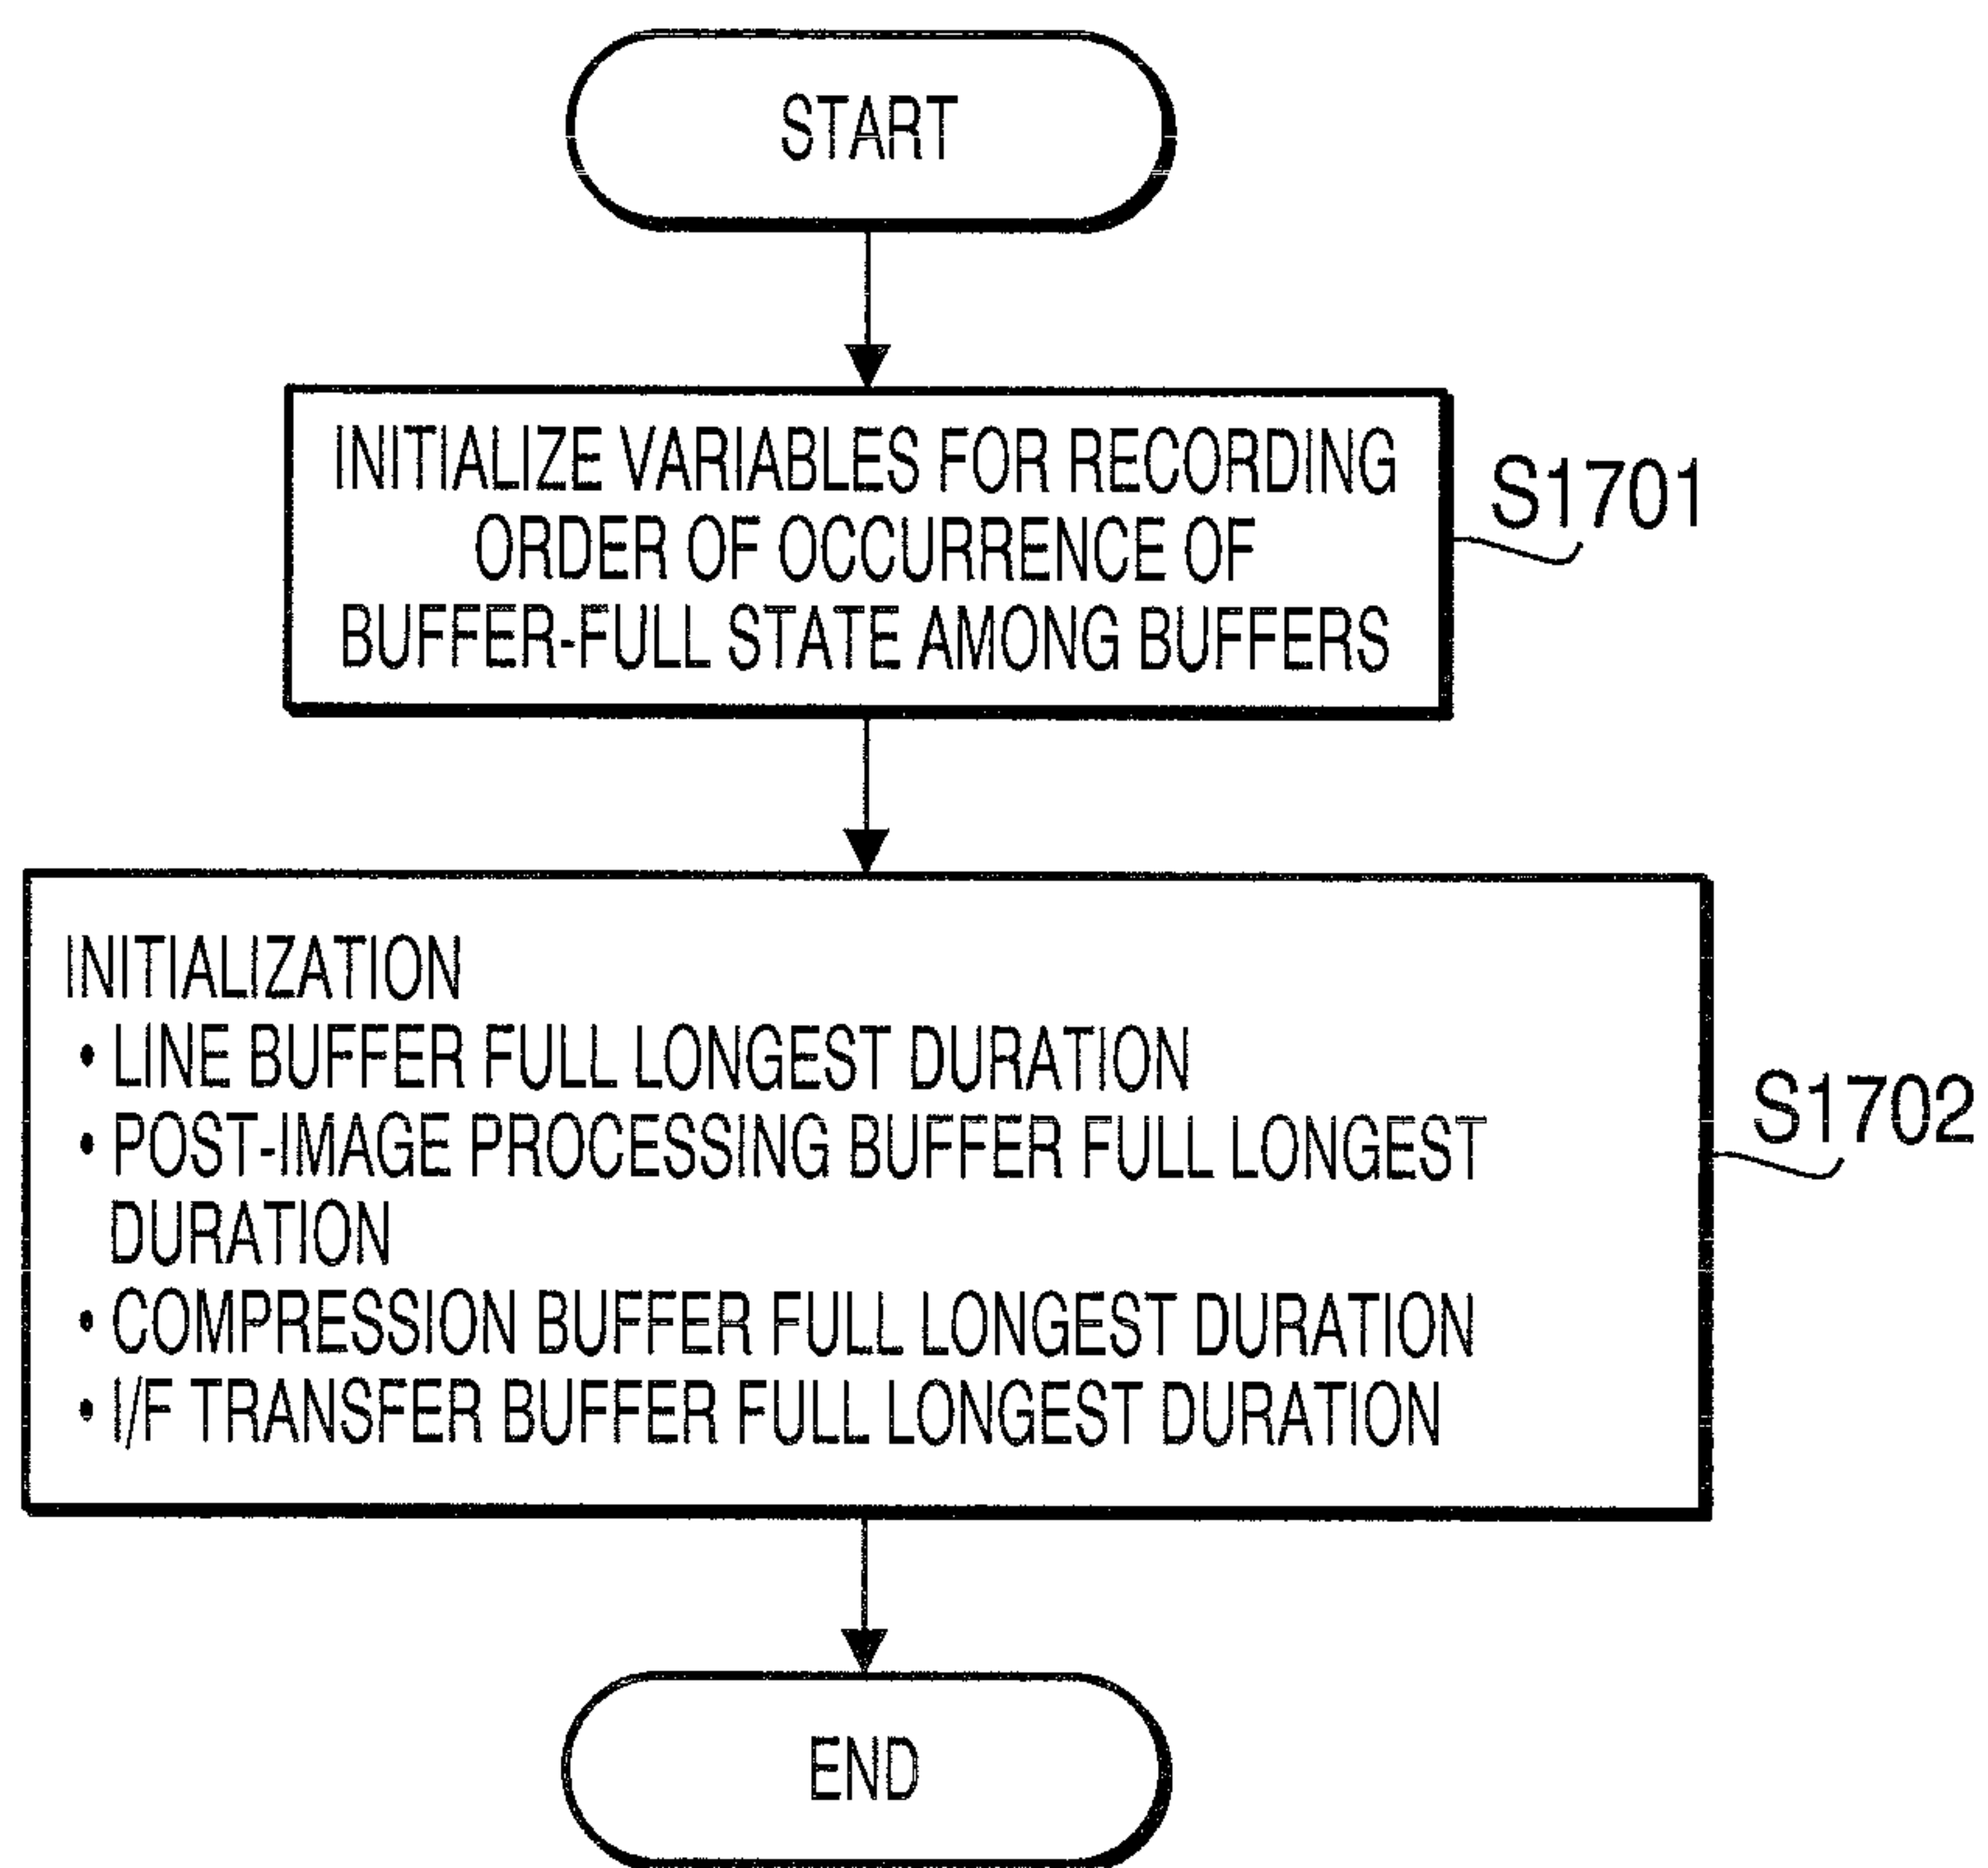 START
INITIALIZE VARIABLES FOR RECORDING
ORDER OF OCCURRENCE OF
BUFFER-FULL STATE AMONG BUFFERS
S1701
INITIALIZATION
• LINE BUFFER FULL LONGEST DURATION
• POST-IMAGE PROCESSING BUFFER FULL LONGEST
DURATION
• COMPRESSION BUFFER FULL LONGEST DURATION
• I/F TRANSFER BUFFER FULL LONGEST DURATION
S1702
END